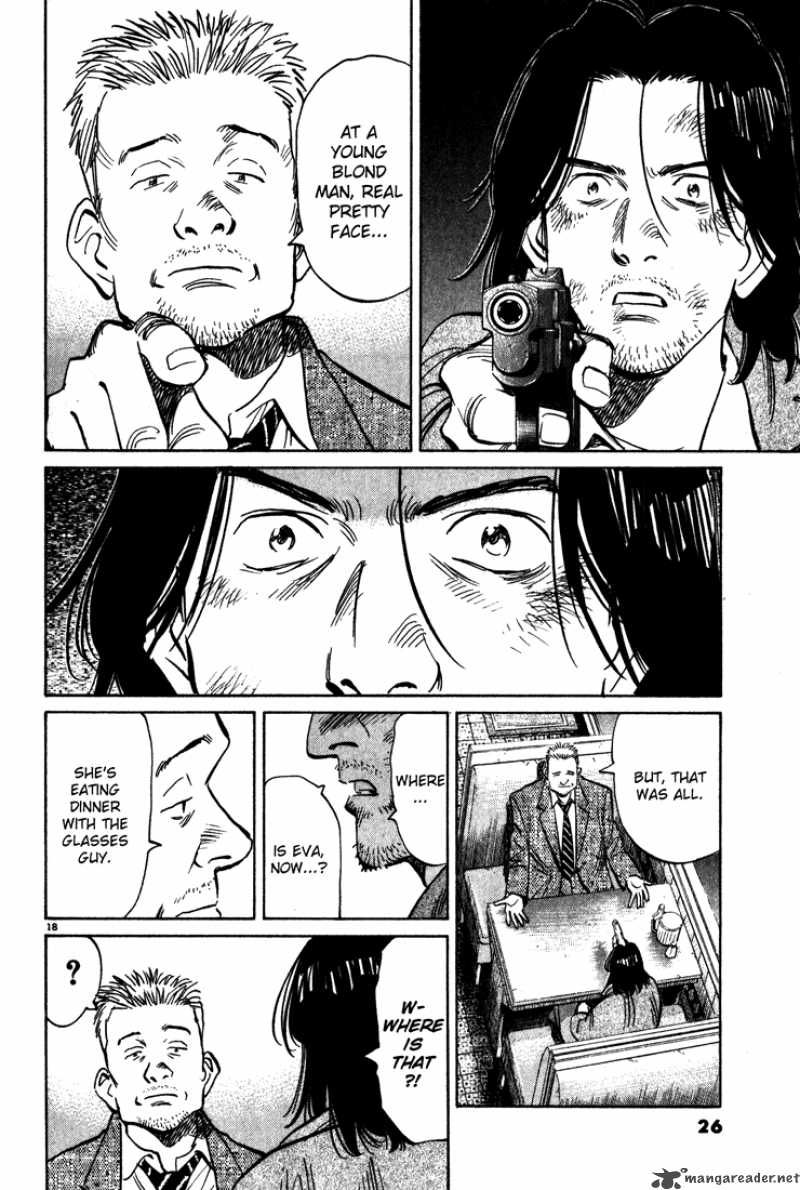 AT A
YOUNG
BLOND
MAN, REAL
PRETTY
FACE...
BUT, THAT
WAS ALL.
WHERE
...
IS EVA,
NOW...?
SHE'S
EATING
DINNER
WITH THE
GLASSES
GUY.
18
W-
WHERE
IS
THAT
?!
?
26
mangareader.net